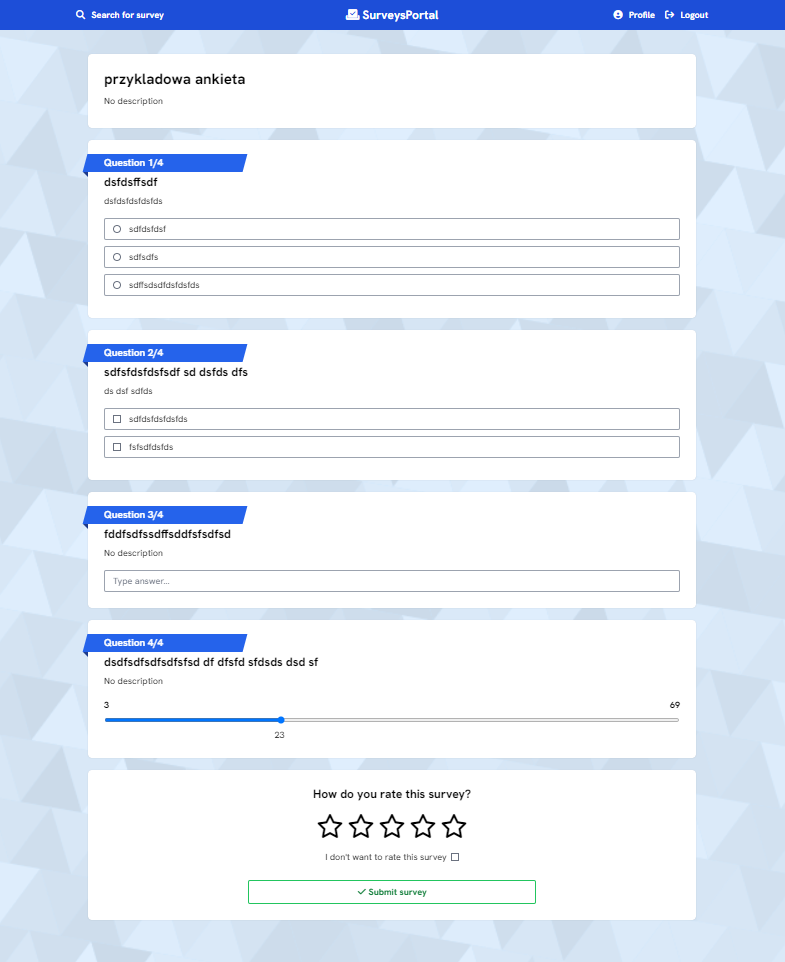 Search for survey
SurveysPortal
Profile
Logout
przykladowa ankieta
No description
Question 1/4
dsfdsffsdf
dsfdsfdsfdsfds
sdfdsfdsf
sdfsdfs
sdffsdsdfdsfdsfds
Question 2/4
sdfsfdsfdsfsdf sd dsfds dfs
ds dsf sdfds
sdfdsfdsfdsfds
fsfsdfdsfds
Question 3/4
fddfsdfssdffsddfsfsdfsd
No description
Type answer...
Question 4/4
dsdfsdfsdfsdfsfsd df dfsfd sfdsds dsd sf
No description
3
69
23
How do you rate this survey?
I don't want to rate this survey
Submit survey